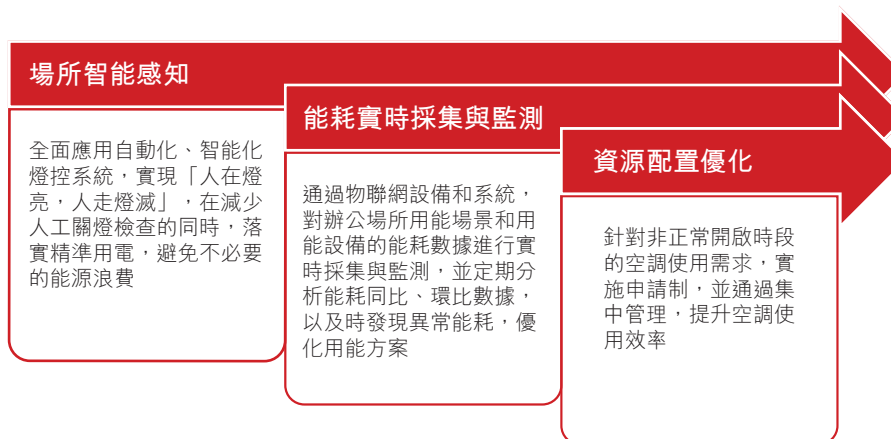 場所智能感知
全面應用自動化、智能化
燈控系統，實現「人在燈
亮，人走燈滅」，在減少
人工關燈檢查的同時，落
實精準用電，避免不必要
的能源浪費
能耗實時採集與監測
通過物聯網設備和系統，
對辦公場所用能場景和用
能設備的能耗數據進行實
時採集與監測，並定期分
析能耗同比、環比數據，
以及時發現異常能耗，優
化用能方案
資源配置優化
針對非正常開啟時段
的空調使用需求，實
施申請制，並通過集
中管理，提升空調使
用效率